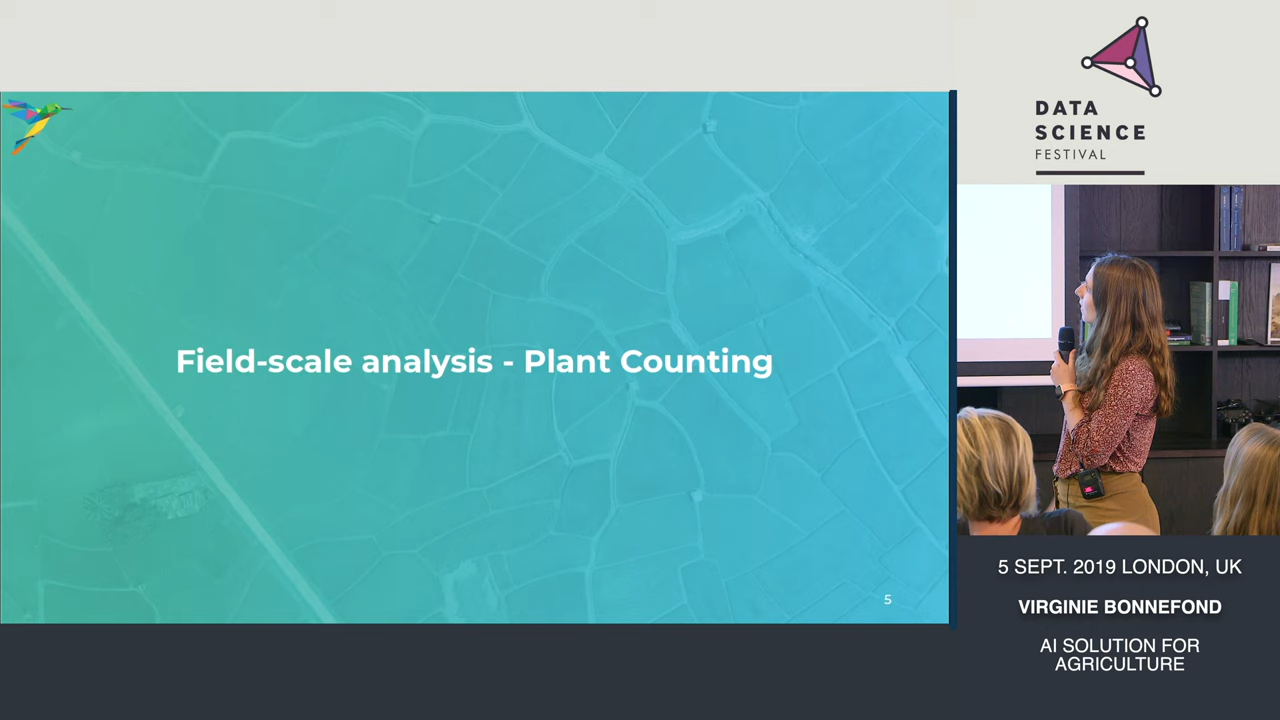 Field-scale analysis - Plant Counting
5
DATA
SCIENCE
FESTIVAL
5 SEPT. 2019 LONDON, UK
VIRGINIE BONNEFOND
AI SOLUTION FOR
AGRICULTURE